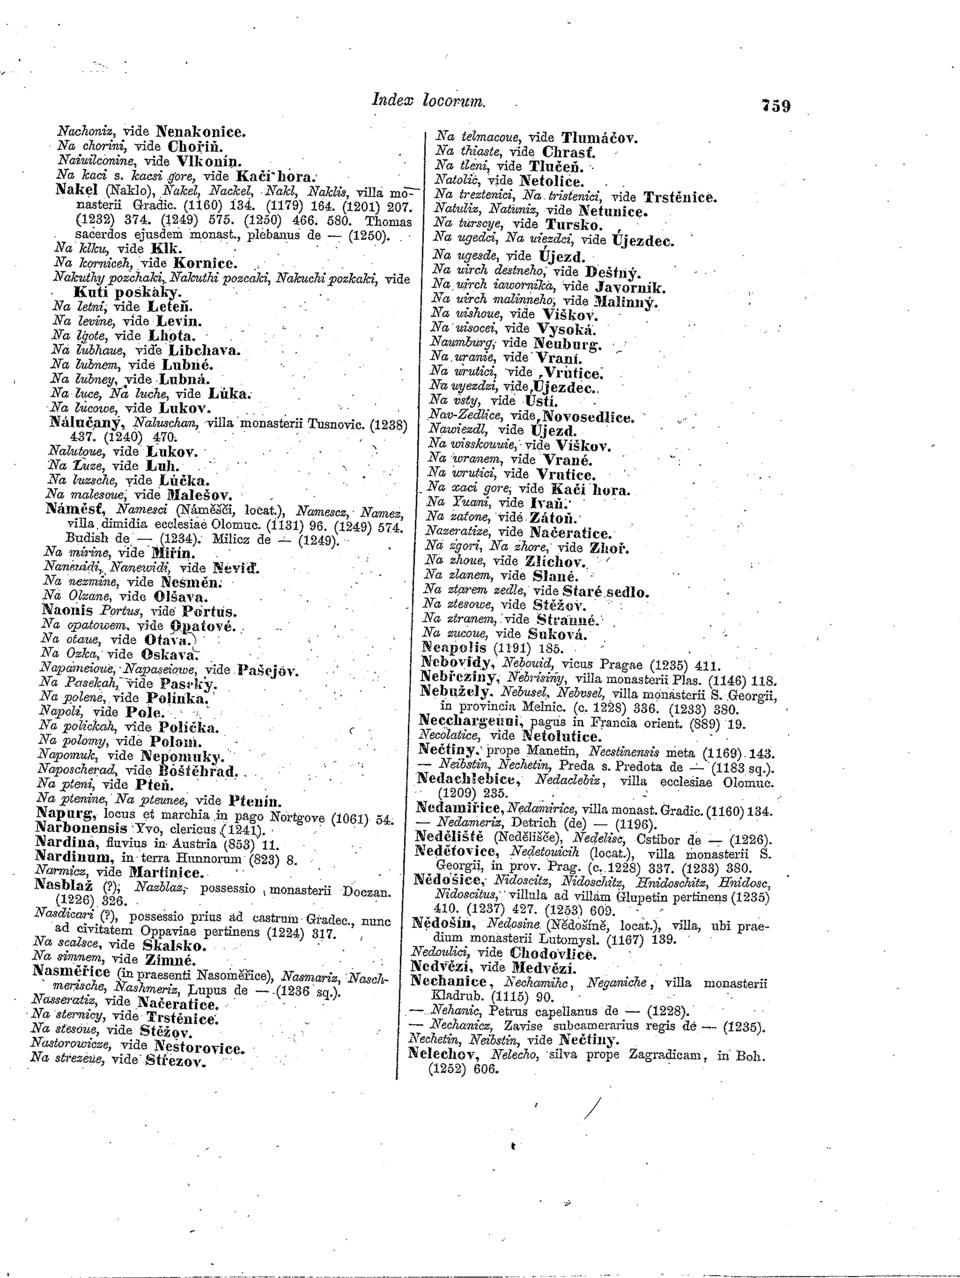 Index locorum.
759
Nachoniz, vide Nenakonice.
Na chorini, vide Chořiň.
Naiuilconine, vide Vlkonín.
Na kaci s. kacsi gore, vide Kačí hora.
Nakel (Naklo), Nakel, Nackel, Nakl, Naklis, villa mo-
nasterii Gradic. (1160) 134. (1179) 164. (1201) 207.
(1232) 374. (1249) 575. (1250) 466. 580. Thomas
sacerdos ejusdem monast., plebanus de — (1250).
Na klku, vide Klk.
Na korniceh, vide Kornice.
Nakuthy pozchaki, Nakuthi pozcaki, Nakuchi pozkaki, vide
Kuti poskáky.
Na letni, vide Leteň.
Na levine, vide Levín.
Na lgote, vide Lhota.
Na lubhaue, vide Libchava.
Na lubnem, vide Lubné.
Na lubney, vide Lubná.
Na luce, Na luche, vide Lúka.
Na lucowe, vide Lukov.
Nálučaný, Naluschan, villa monasterii Tusnovic. (1238)
437. (1240) 470.
Nalutoue, vide Lukov.
Na Luze, vide Luh.
Na luzsche, vide Lúčka.
Na malesoue, vide Malešov.
Náměsť, Namesci (Náměšči, locat.), Namescz, Namez,
villa dimidia ecclesiae Olomuc. (1131) 96. (1249) 574.
Budish de — (1234). Milicz de — (1249).
Na mirine, vide Miřín.
Naneuidi, Nanewidi, vide Neviď.
Na nezmine, vide Nesměn.
Na Olzane, vide Olšava.
Naonis Portus, vide Portus.
Na opatowem, vide Opatové.
Na otaue, vide Otava.
Na Ozka, vide Oskava.
Napameioue, Napaseiowe, vide Pašejóv.
Na Pasekah, vide Paseky.
Na polene, vide Polínka.
Napoli, vide Pole.
Na polickah, vide Polička.
Na polomy, vide Polom.
Napomuk, vide Nepomuky.
Naposcherad, vide Bóštěhrad.
Na pteni, vide Pteň.
Na ptenine, Na pteunee, vide Ptenín.
Napurg, locus et marchia in pago Nortgove (1061) 54.
Narbonensis Yvo, clericus (1241).
Nardina, fluvius in Austria (853) 11.
Nardinum, in terra Hunnorum (823) 8.
Narmicz, vide Martinice.
Nasblaž (?), Nazblaz, possessio monasterii Doczan.
(1226) 326.
Nasdicari (?), possessio prius ad castrum Gradec., nunc
ad civitatem Oppaviae pertinens (1224) 317.
Na scalsce, vide Skalsko.
Na simnem, vide Zimné.
Nasměřice (in praesenti Nasoměřice), Nasmariz, Nasch-
merische, Nashmeriz, Lupus de — (1236 sq.).
Nasseratiz, vide Načeratice.
Na sternicy, vide Trstěnice.
Na stesoue, vide Stěžov.
Nastorowicze, vide Nestorovice.
Na strezeue, vide Střezov.
Na telmacoue, vide Tlumáčov.
Na thiaste, vide Chrasť.
Na tleni, vide Tlučeň.
Natolic, vide Netolice.
Na treztenici, Na tristenici, vide Trstěnice.
Natuliz, Natuniz, vide Netunice.
Na turscye, vide Tursko.
Na ugedci, Na uiezdci, vide Újezdec.
Na ugesde, vide Újezd.
Na uirch destneho, vide Deštný.
Na uirch iawornika, vide Javorník.
Na uirch malinneho, vide Malinný.
Na uishoue, vide Viškov.
Na uisocei, vide Vysoká.
Naumburg, vide Neuburg.
Na uranie, vide Vraní.
Na urutici, vide Vrútice.
Na uyezdzi, vide Újezdec.
Na vsty, vide Ústí.
Nav-Zedlice, vide Novosedlice.
Nawiezdl, vide Újezd.
Na wisskouuie, vide Viškov.
Na wranem, vide Vrané.
Na wrutici, vide Vrutice.
Na xaci gore, vide Kačí hora.
Na Yuani, vide Ivaň.
Na zatone, vide Zátoň.
Nazeratize, vide Načeratice.
Na zgori, Na zhore, vide Zhoř.
Na zhoue, vide Zlíchov.
Na zlanem, vide Slané.
Na ztarem zedle, vide Staré sedlo.
Na ztesowe, vide Stěžov.
Na ztranem, vide Stranné.
Na zucoue, vide Suková.
Neapolis (1191) 185.
Nebovidy, Nebouid, vicus Pragae (1235) 411.
Nebřeziny, Nebrisiny, villa monasterii Plas. (1146) 118.
Nebužely, Nebusel, Nebvsel, villa monasterii S. Georgii,
in provincia Melnic. (c. 1228) 336. (1233) 380.
Necchargeuui, pagus in Francia orient. (889) 19.
Necolatice, vide Netolutice.
Nečtiny, prope Manetin, Necstinensis meta (1169) 143.
— Neibstin, Nechetin, Preda s. Predota de — (1183 sq.).
Nedachlebice, Nedaclebiz, villa ecclesiae Olomuc.
(1209) 235.
Nedamiřice, Nedamirice, villa monast. Gradic. (1160) 134.
— Nedameriz, Detrich (de) — (1196).
Neděliště (Nedělišče), Nedelisc, Cstibor de — (1226).
Nedětovice, Nedetouicih (locat.), villa monasterii S.
Georgii, in prov. Prag. (c. 1228) 337. (1233) 380.
Nědošice, Nidoscitz, Nidoschitz, Hnidoschitz, Hnidosc,
Nidoscitus, villula ad villam Glupetin pertinens (1235)
410. (1237) 427. (1253) 609.
Nědošín, Nedosine (Nědošíně, locat.), villa, ubi prae-
dium monasterii Lutomysl. (1167) 139.
Nedoulici, vide Chodovlice.
Nedvězí, vide Medvězí.
Nechanice, Nechamihc, Neganiche, villa monasterii
Kladrub. (1115) 90.
— Nehanic, Petrus capellanus de — (1228).
— Nechanicz, Zavise subcamerarius regis de — (1235).
Nechetin, Neibstin, vide Nečtiny.
Nelechov, Nelecho, silva prope Zagradicam, in Boh.
(1252) 606.